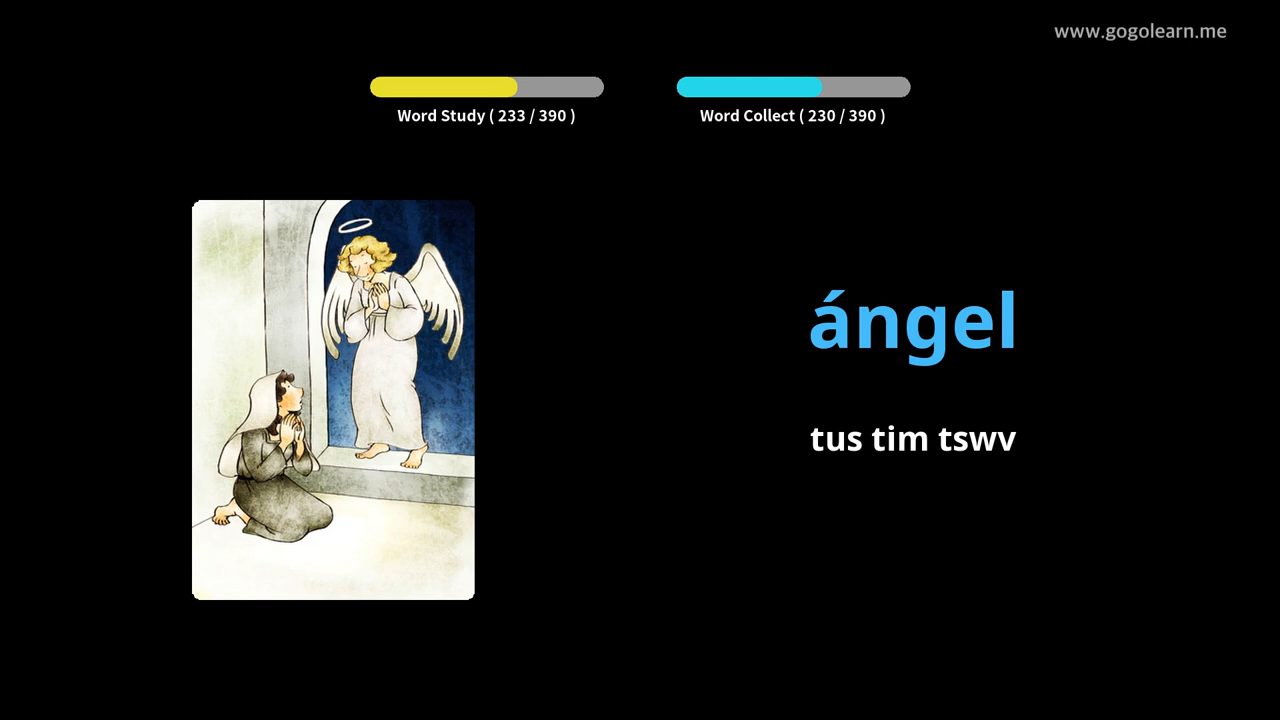 www.gogolearn.me
Word Study ( 233 / 390 )
Word Collect ( 230 / 390 )
ángel
tus tim tswv